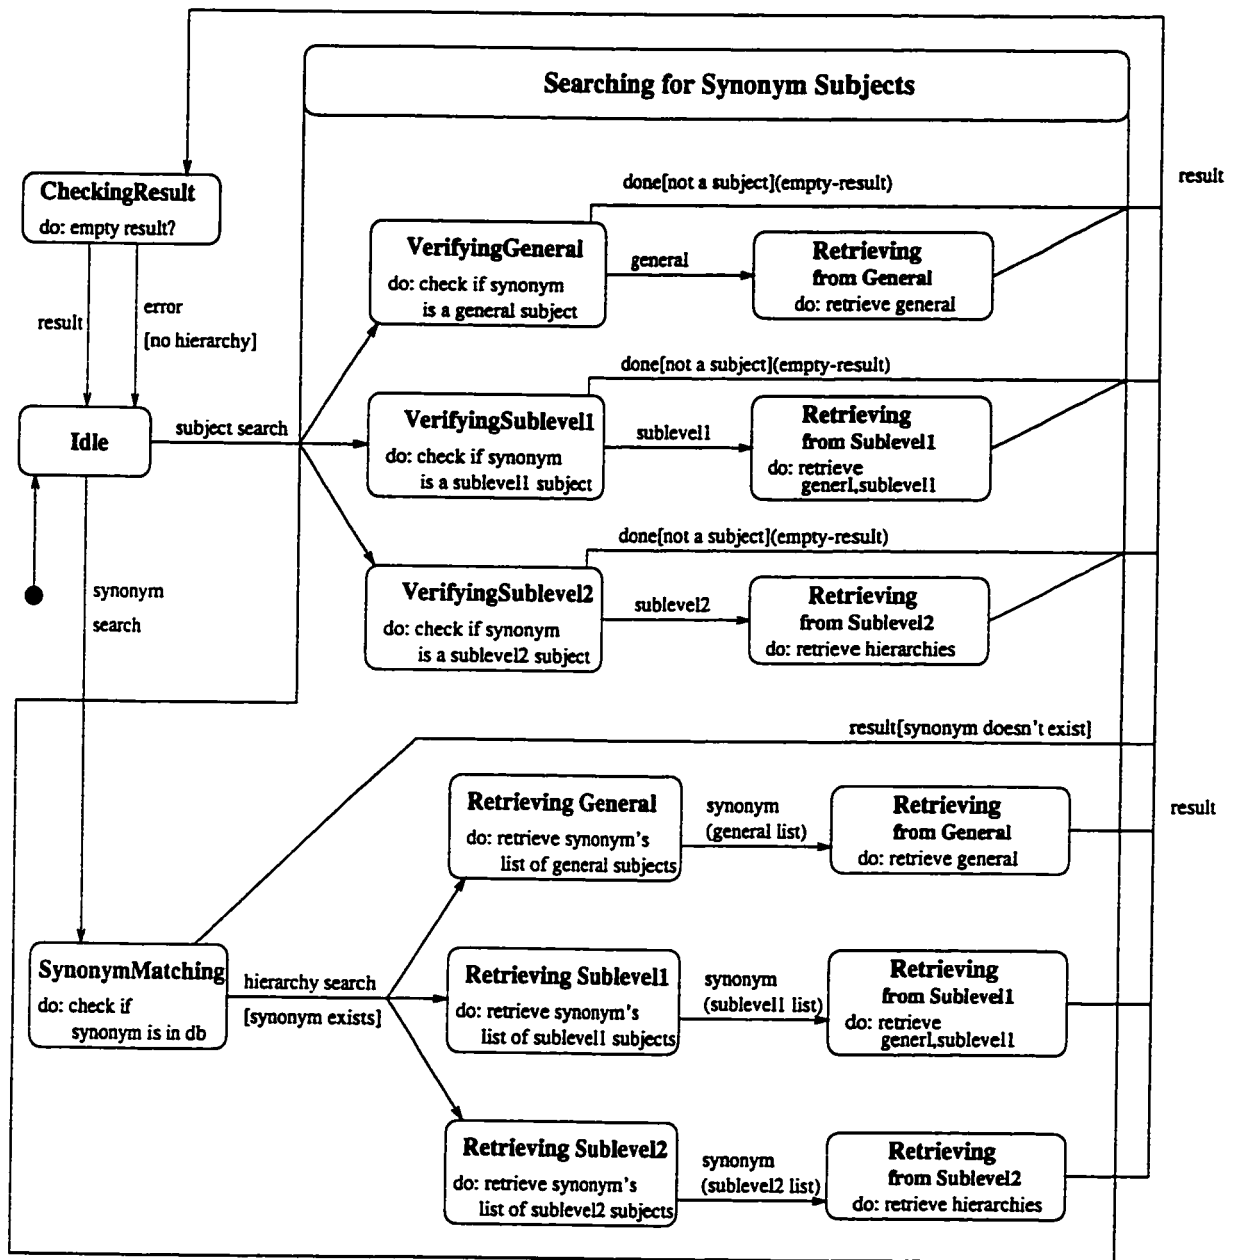 Searching for Synonym Subjects
result
CheckingResult
do: empty result?
result
error
[no hierarchy]
Idle
subject search
synonym
search
done[not a subject](empty-result)
VerifyingGeneral
do: check if synonym
is a general subject
general
Retrieving
from General
do: retrieve general
done[not a subject](empty-result)
VerifyingSublevel1
do: check if synonym
is a sublevel1 subject
sublevel1
Retrieving
from Sublevel1
do: retrieve
generl,sublevel1
done[not a subject](empty-result)
VerifyingSublevel2
do: check if synonym
is a sublevel2 subject
sublevel2
Retrieving
from Sublevel2
do: retrieve hierarchies
result[synonym doesn't exist]
result
SynonymMatching
do: check if
synonym is in db
hierarchy search
[synonym exists]
Retrieving General
do: retrieve synonym's
list of general subjects
synonym
(general list)
Retrieving
from General
do: retrieve general
Retrieving Sublevel1
do: retrieve synonym's
list of sublevel1 subjects
synonym
(sublevel1 list)
Retrieving
from Sublevel1
do: retrieve
generl,sublevel1
Retrieving Sublevel2
do: retrieve synonym's
list of sublevel2 subjects
synonym
(sublevel2 list)
Retrieving
from Sublevel2
do: retrieve hierarchies